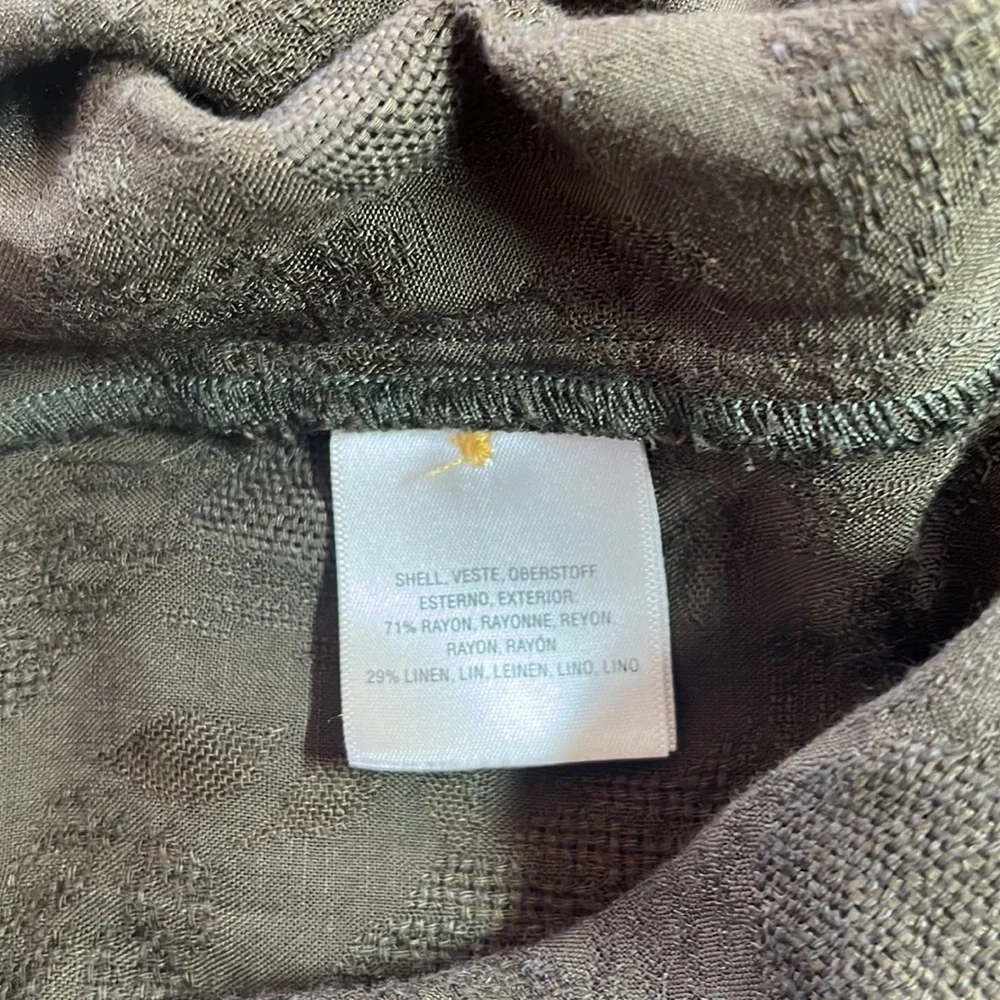 SHELL, VESTE, OBERSTOFF
ESTERNO, EXTERIOR:
71% RAYON, RAYONNE, REYON,
RAYON, RAYÓN
29% LINEN, LIN, LEINEN, LINO, LINO